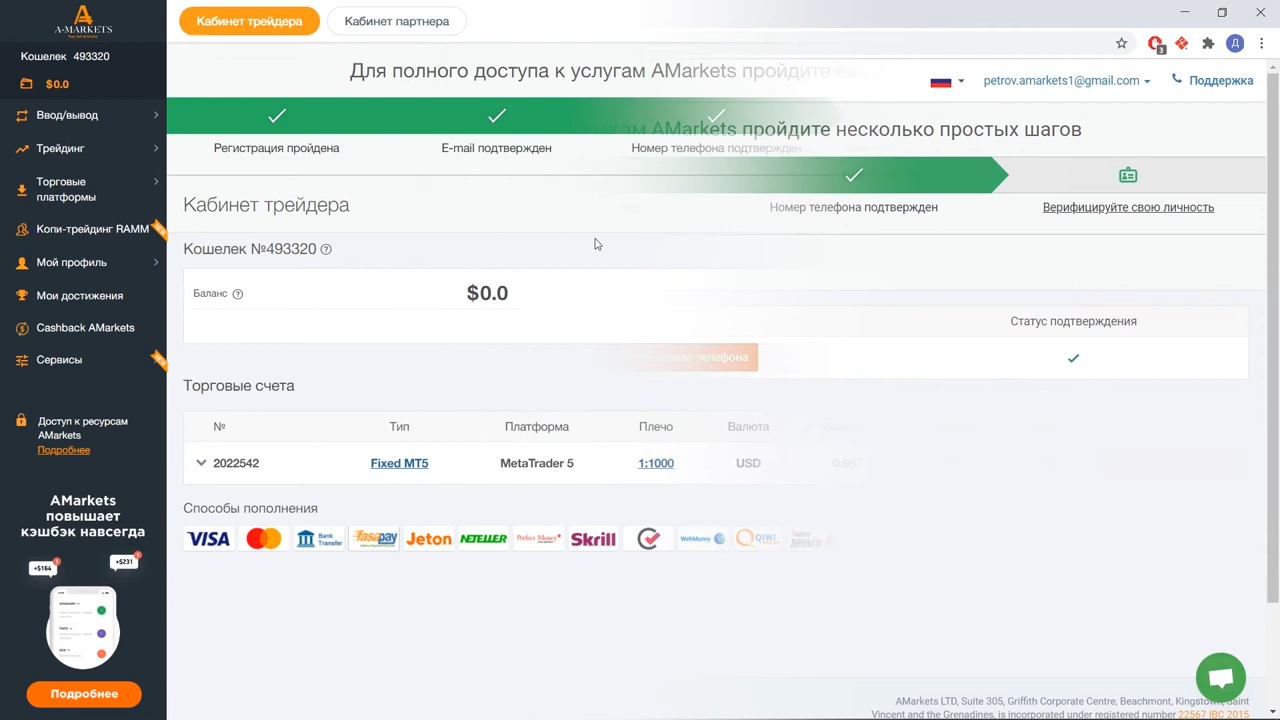 A-MARKETS
Кошелек 493320
$0.0
Ввод/вывод
Трейдинг
Торговые
платформы
Копи-трейдинг RAMM
Мой профиль
Мои достижения
Cashback AMarkets
Сервисы
Доступ к ресурсам
AMarkets
Подробнее
AMarkets
повышает
кэшбэк навсегда
+$164
+$231
Подробнее
Кабинет трейдера
Кабинет партнера
3
Д
Для полного доступа к услугам AMarkets пройдите
petrov.amarkets1@gmail.com
Поддержка
AMarkets пройдите несколько простых шагов
Регистрация пройдена
E-mail подтвержден
Номер телефона подтвержден
Номер телефона подтвержден
Верифицируйте свою личность
Кабинет трейдера
Кошелек №493320
Баланс
$0.0
Статус подтверждения
телефона
Торговые счета
№ Тип Платформа Плечо Валюта
2022542 Fixed MT5 MetaTrader 5 1:1000 USD
Способы пополнения
VISA
Bank
Transfer
fasapay
Jeton
NETELLER
Perfect Money
Skrill
WebMoney
QIWI
AMarkets LTD, Suite 305, Griffith Corporate Centre, Beachmont, Kingstown, Saint
Vincent and the Grenadines, is incorporated under registered number 22567 IBC 2015